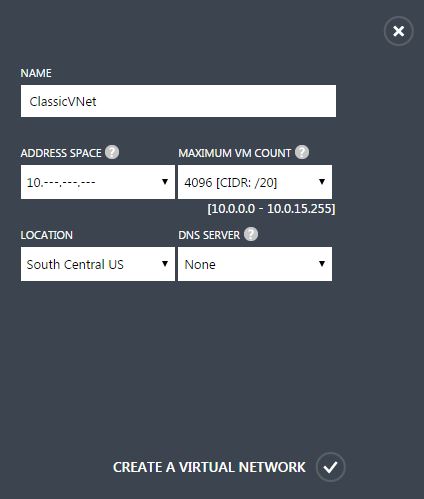 NAME
ClassicVNet
ADDRESS SPACE ? MAXIMUM VM COUNT ?
10.---.---.--- 4096 [CIDR: /20]
[10.0.0.0 - 10.0.15.255]
LOCATION DNS SERVER ?
South Central US None
CREATE A VIRTUAL NETWORK